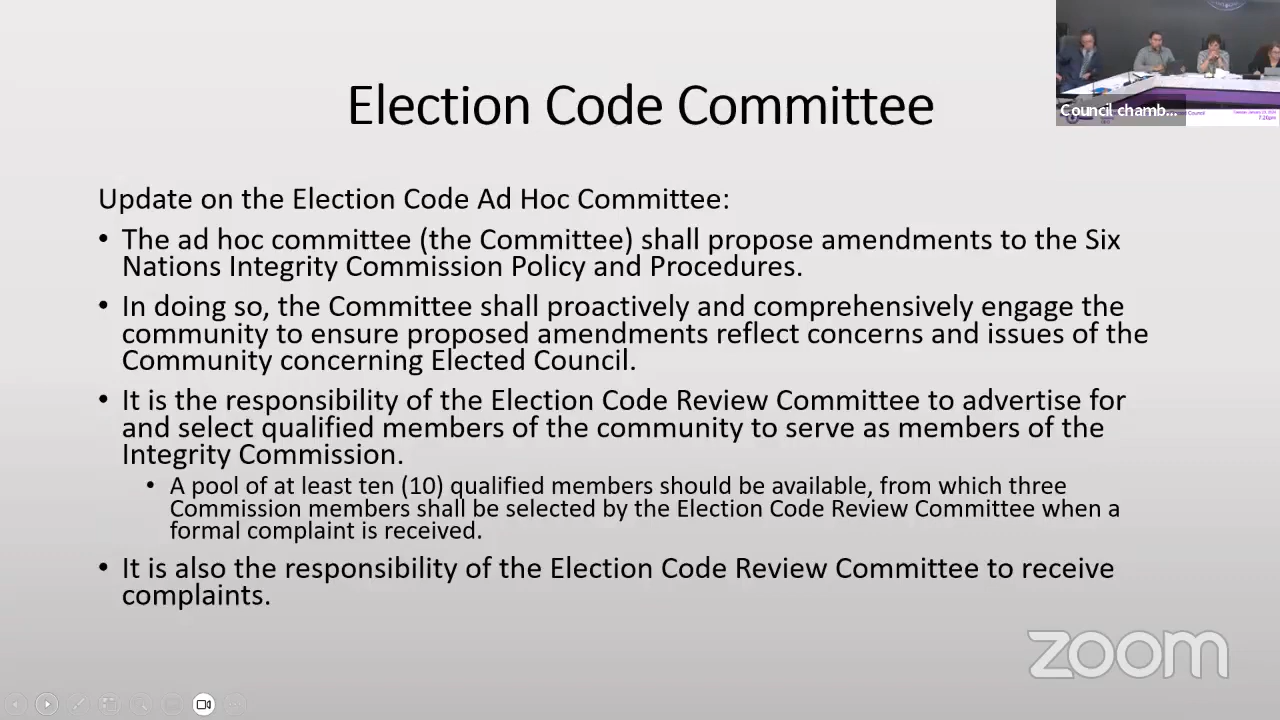 Election Code Committee
Council chamb...
7:20pm
Update on the Election Code Ad Hoc Committee:
• The ad hoc committee (the Committee) shall propose amendments to the Six
Nations Integrity Commission Policy and Procedures.
• In doing so, the Committee shall proactively and comprehensively engage the
community to ensure proposed amendments reflect concerns and issues of the
Community concerning Elected Council.
• It is the responsibility of the Election Code Review Committee to advertise for
and select qualified members of the community to serve as members of the
Integrity Commission.
• A pool of at least ten (10) qualified members should be available, from which three
Commission members shall be selected by the Election Code Review Committee when a
formal complaint is received.
• It is also the responsibility of the Election Code Review Committee to receive
complaints.
zoom